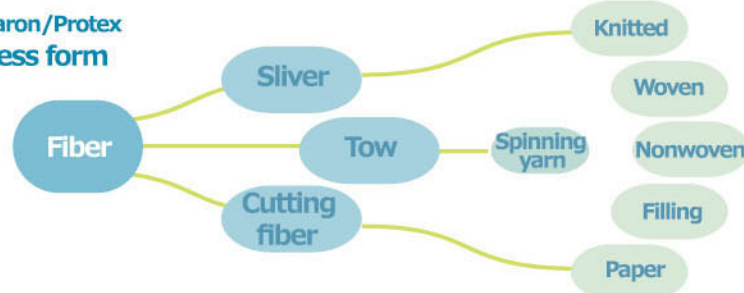 aron/Protex
ess form
Fiber
Sliver
Tow
Cutting
fiber
Spinning
yarn
Knitted
Woven
Nonwoven
Filling
Paper